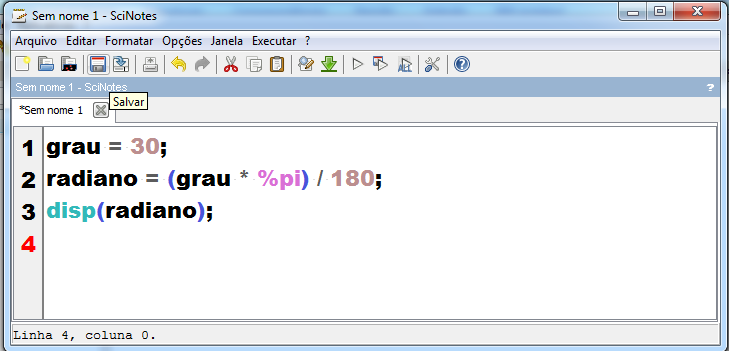 Sem nome 1 - SciNotes
Arquivo Editar Formatar Opções Janela Executar ?
Sem nome 1 - SciNotes ?
Salvar
*Sem nome 1
1 grau = 30;
2 radiano = (grau * %pi) / 180;
3 disp(radiano);
4
Linha 4, coluna 0.